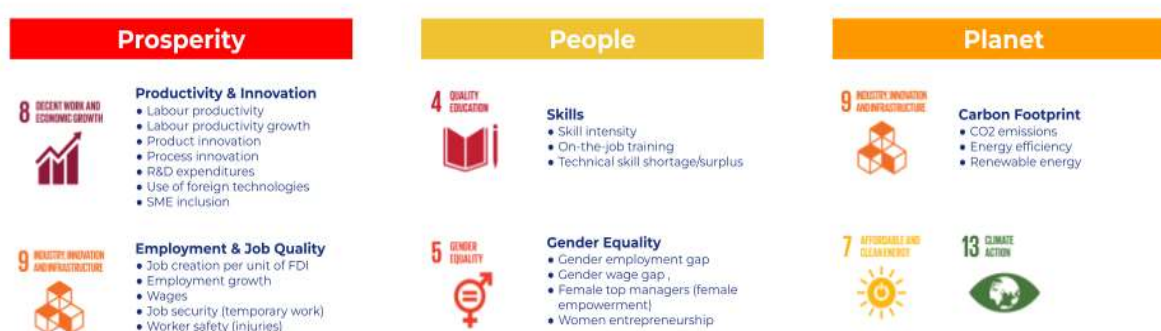 Prosperity
8 DECENT WORK AND
ECONOMIC GROWTH
Productivity & Innovation
● Labour productivity
● Labour productivity growth
● Product innovation
● Process innovation
● R&D expenditures
● Use of foreign technologies
● SME inclusion
9 INDUSTRY, INNOVATION
AND INFRASTRUCTURE
Employment & Job Quality
● Job creation per unit of FDI
● Employment growth
● Wages
● Job security (temporary work)
● Worker safety (injuries)
People
4 QUALITY
EDUCATION
Skills
● Skill intensity
● On-the-job training
● Technical skill shortage/surplus
5 GENDER
EQUALITY
Gender Equality
● Gender employment gap
● Gender wage gap ,
● Female top managers (female
empowerment)
● Women entrepreneurship
Planet
9 INDUSTRY, INNOVATION
AND INFRASTRUCTURE
Carbon Footprint
● CO2 emissions
● Energy efficiency
● Renewable energy
7 AFFORDABLE AND
CLEAN ENERGY
13 CLIMATE
ACTION